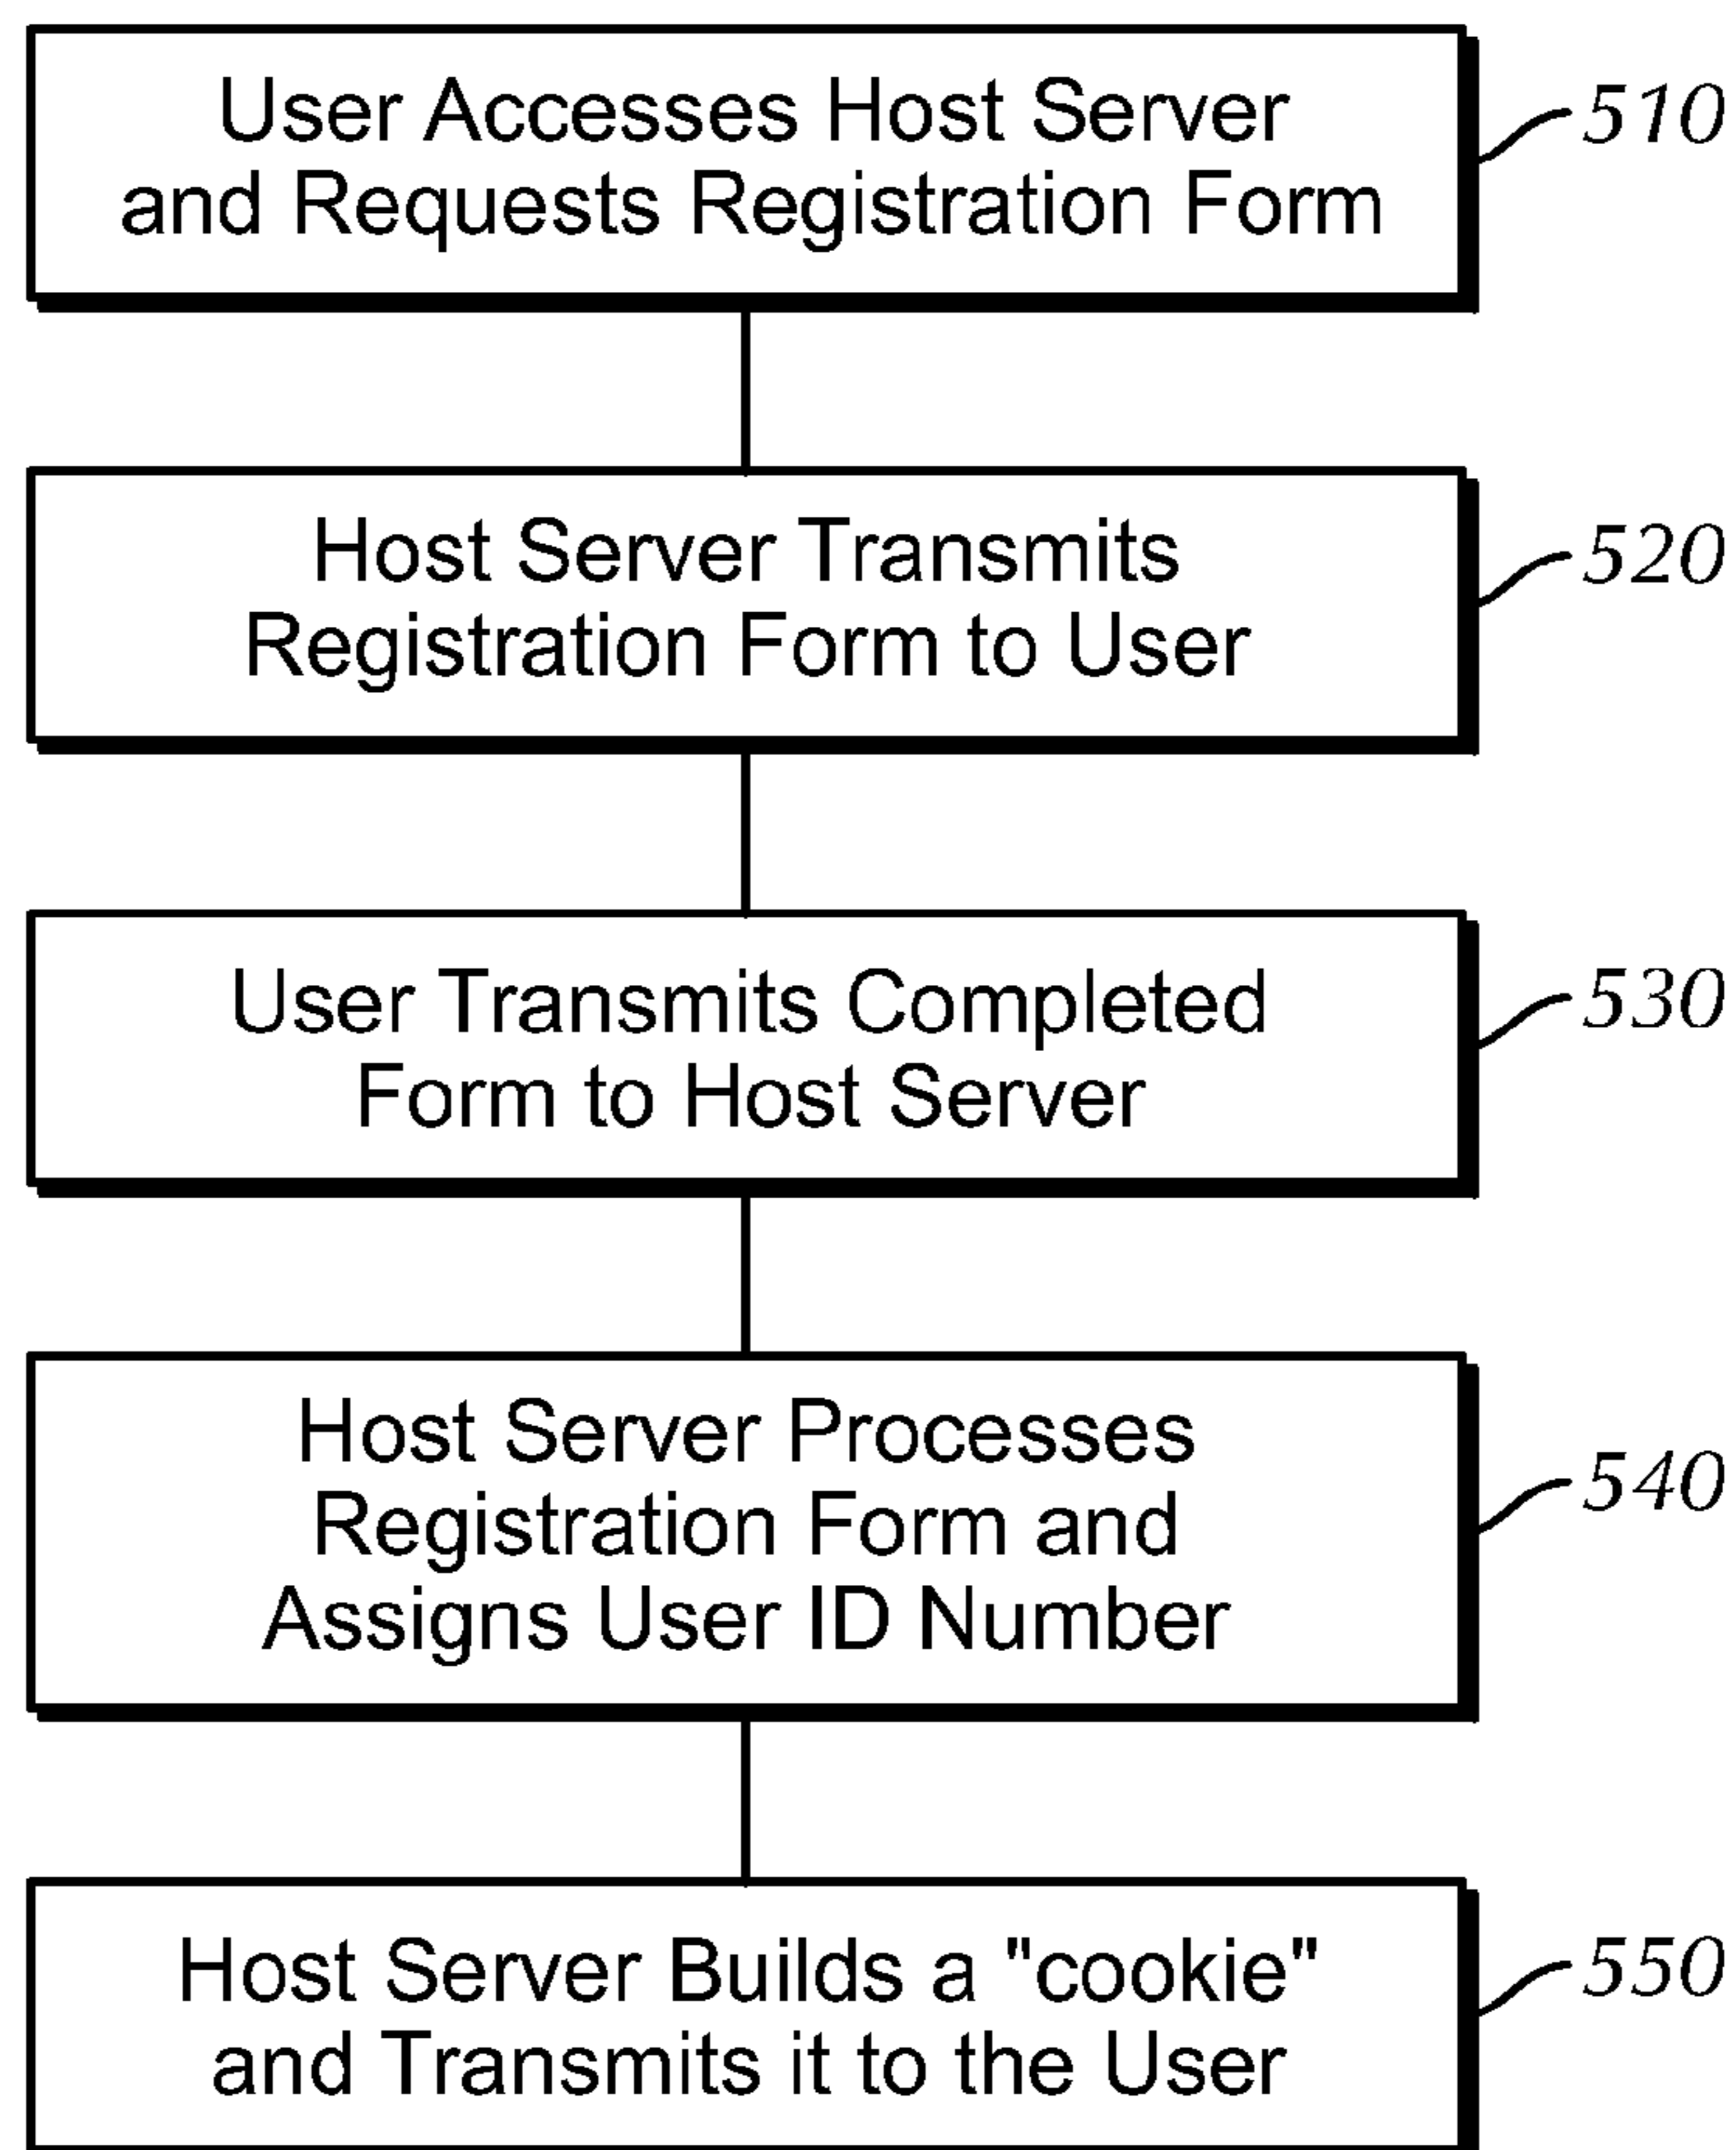 User Accesses Host Server
and Requests Registration Form
510
Host Server Transmits
Registration Form to User
520
User Transmits Completed
Form to Host Server
530
Host Server Processes
Registration Form and
Assigns User ID Number
540
Host Server Builds a "cookie"
and Transmits it to the User
550